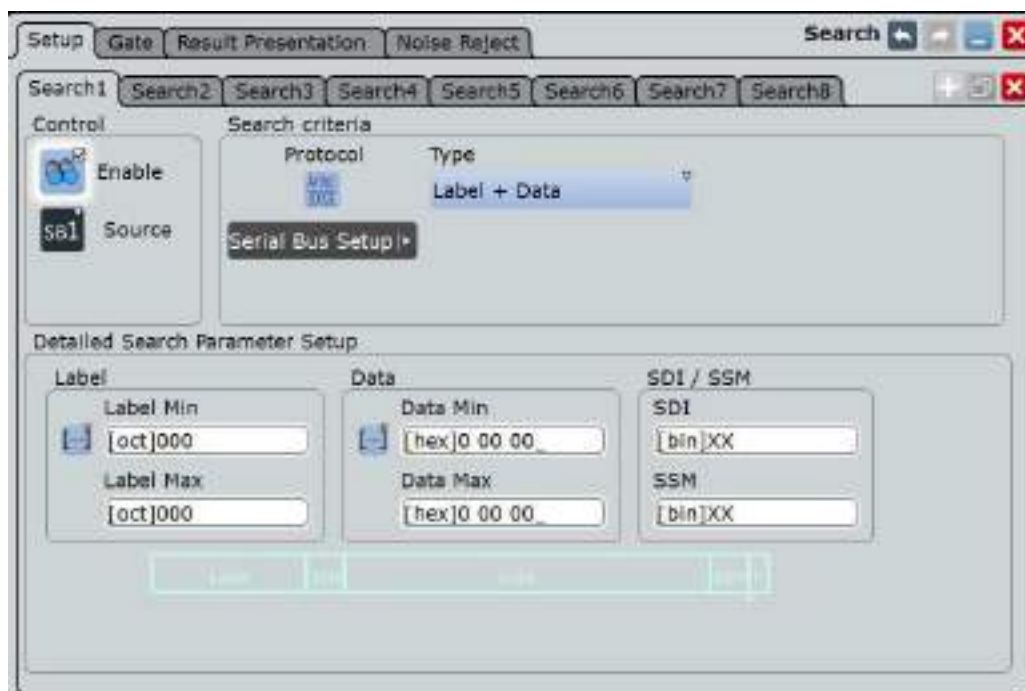 Setup Gate Result Presentation Noise Reject Search
Search1 Search2 Search3 Search4 Search5 Search6 Search7 Search8
Control Search criteria
Protocol Type
Enable
Label + Data
SB1 Source
Serial Bus Setup
Detailed Search Parameter Setup
Label Data SDI / SSM
Label Min Data Min SDI
[oct]000 [hex]0 00 00_ [bin]XX
Label Max Data Max SSM
[oct]000 [hex]0 00 00_ [bin]XX
Label Data